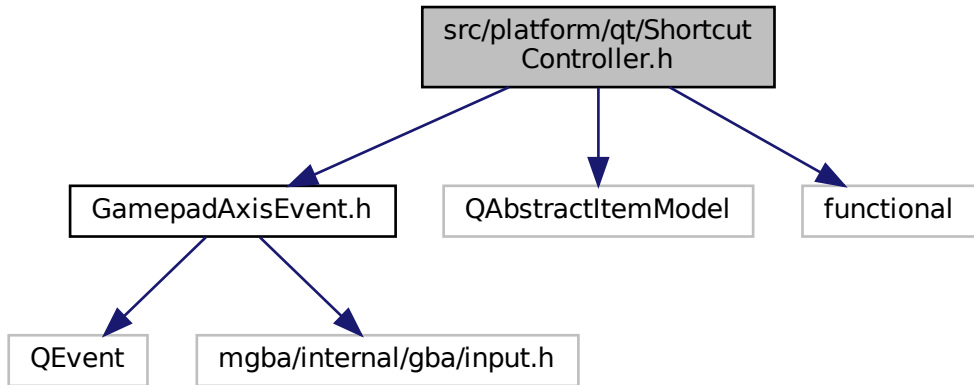 src/platform/qt/Shortcut
Controller.h
GamepadAxisEvent.h
QAbstractItemModel
functional
QEvent
mgba/internal/gba/input.h